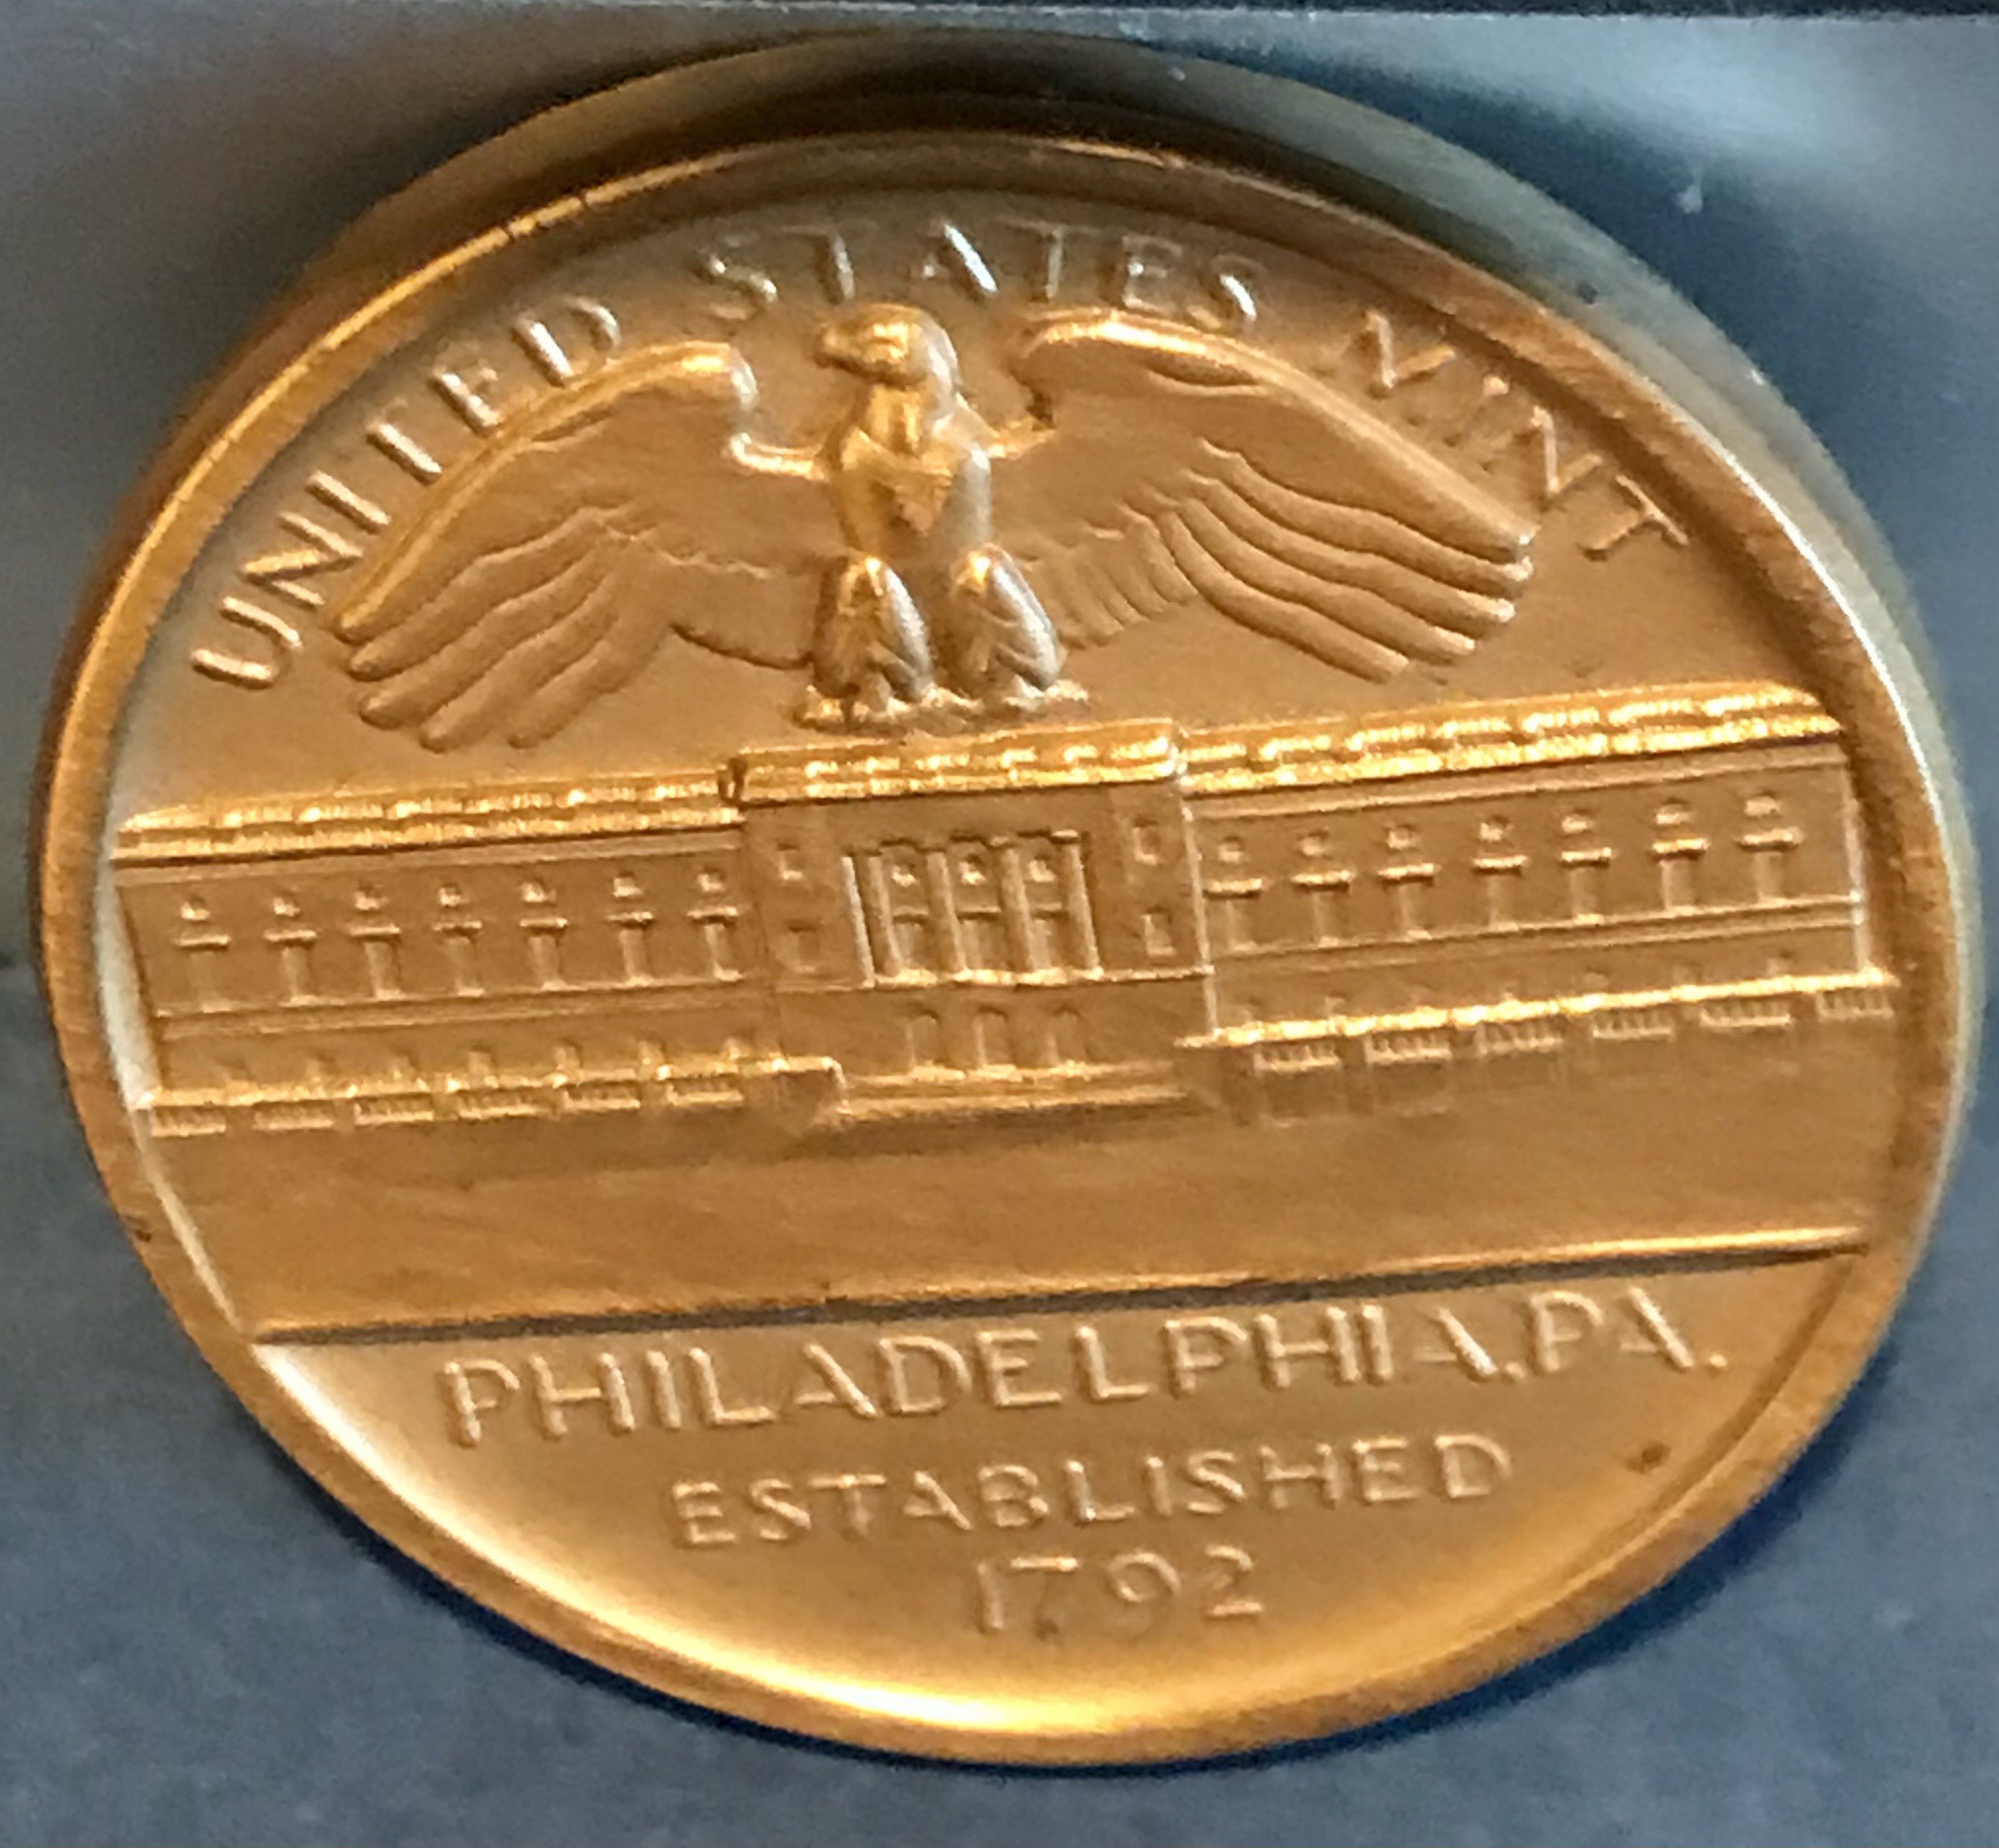 UNITED STATES MINT
PHILADELPHIA, PA.
ESTABLISHED
1792